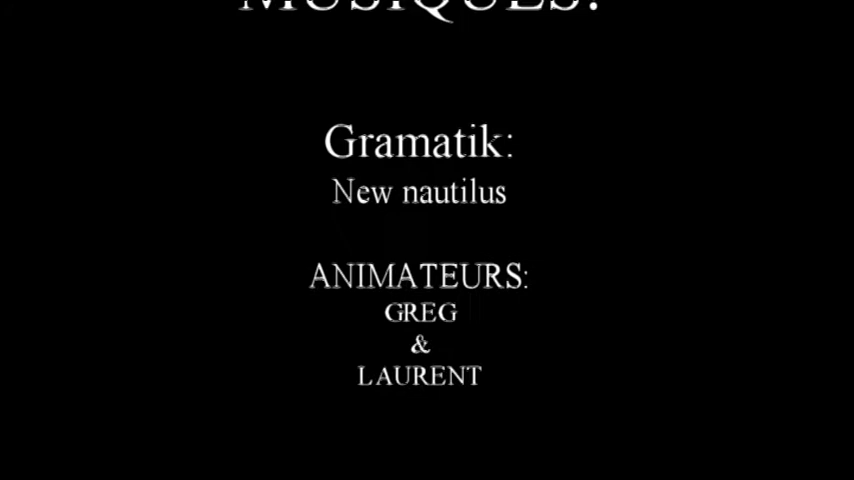 MUSIQUES:
Gramatik:
New nautilus
ANIMATEURS:
GREG
&
LAURENT